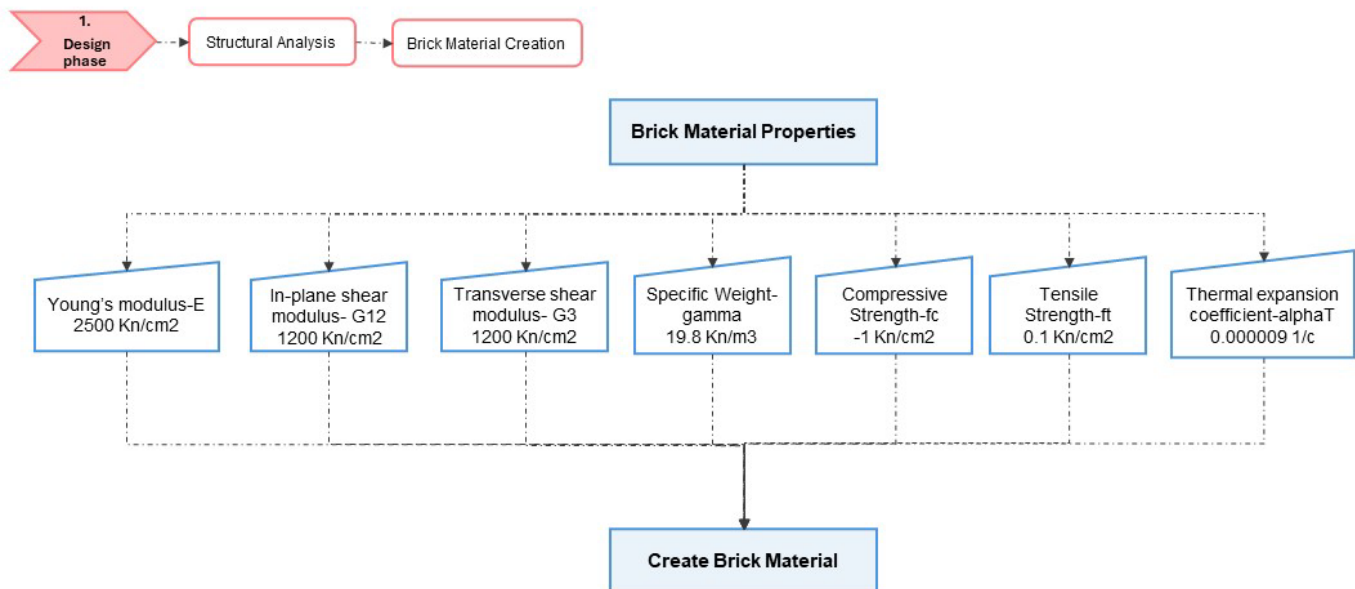 1.
Design
phase
Structural Analysis
Brick Material Creation
Brick Material Properties
Young's modulus-E
2500 Kn/cm2
In-plane shear
modulus- G12
1200 Kn/cm2
Transverse shear
modulus- G3
1200 Kn/cm2
Specific Weight-
gamma
19.8 Kn/m3
Compressive
Strength-fc
-1 Kn/cm2
Tensile
Strength-ft
0.1 Kn/cm2
Thermal expansion
coefficient-alphaT
0.000009 1/c
Create Brick Material